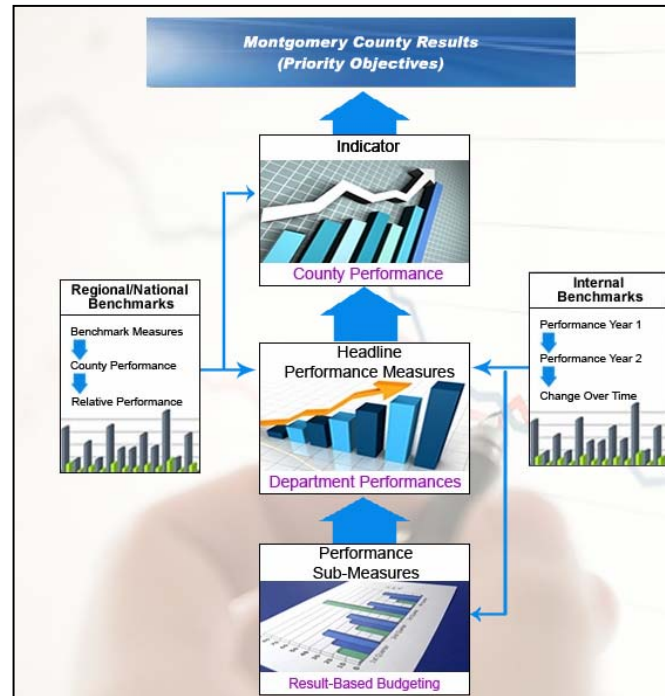 Montgomery County Results
(Priority Objectives)
Indicator
County Performance
Regional/National
Benchmarks
Benchmark Measures
County Performance
Relative Performance
Internal
Benchmarks
Performance Year 1
Performance Year 2
Change Over Time
Headline
Performance Measures
Department Performances
Performance
Sub-Measures
Result-Based Budgeting